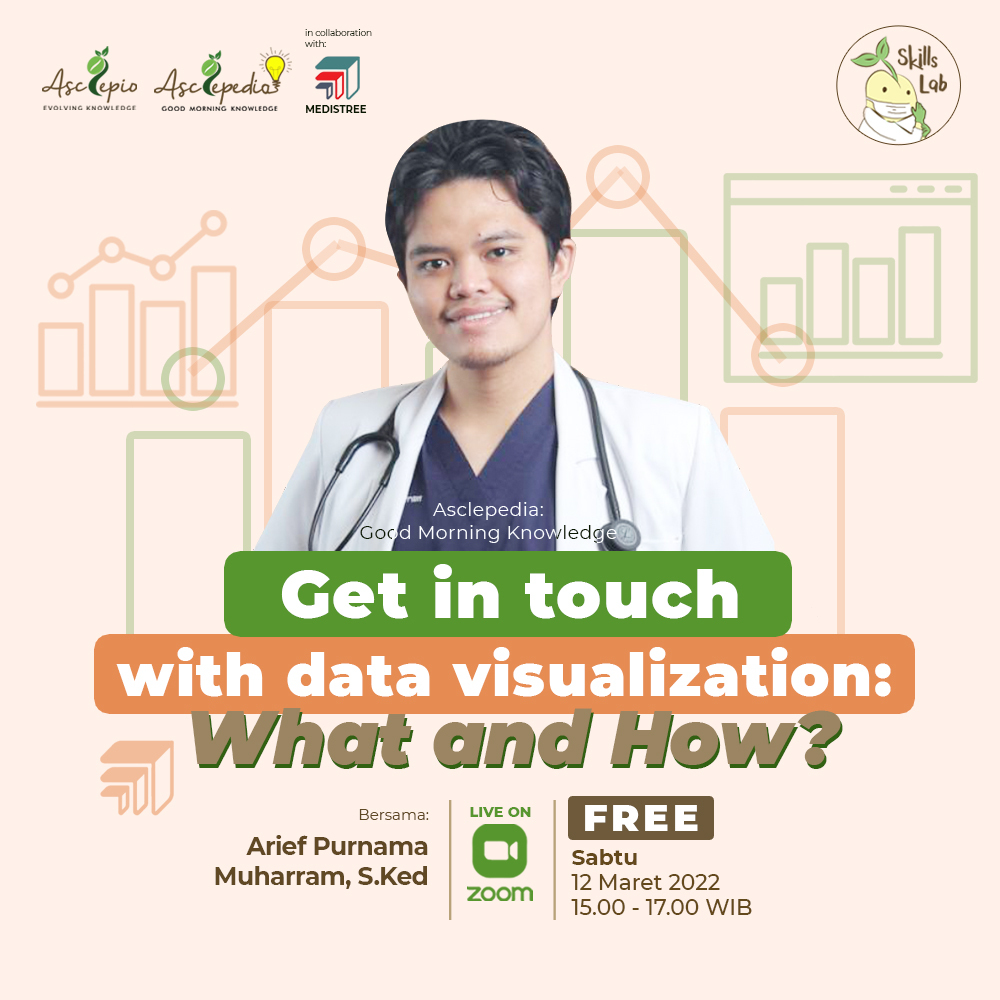 Asclepio
EVOLVING KNOWLEDGE
Asclepedia
GOOD MORNING KNOWLEDGE
in collaboration
with:
MEDISTREE
Skills
Lab
Asclepedia:
Good Morning Knowledge
Get in touch
with data visualization:
What and How?
Bersama:
Arief Purnama
Muharram, S.Ked
LIVE ON
zoom
FREE
Sabtu
12 Maret 2022
15.00 - 17.00 WIB